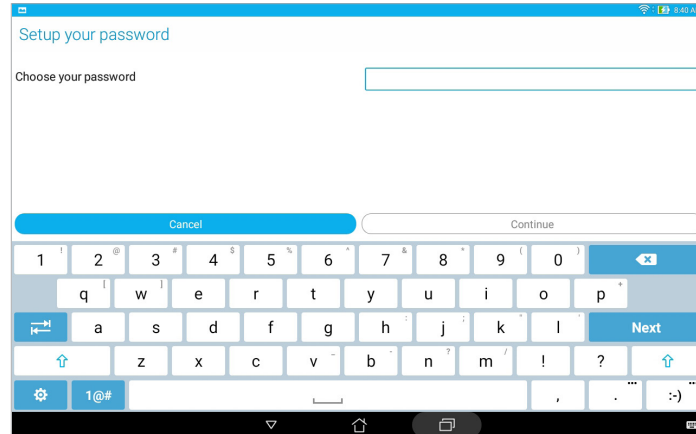 8:40 A
Setup your password
Choose your password
Cancel
Continue
1 ! 2 @ 3 # 4 $ 5 % 6 ^ 7 & 8 * 9 ( 0 )
q [ w ] e r t y u i o p +
a s d f g h : j ; k " l ' Next
z x c v - b · n ? m / ! ?
1@# , . ... :-) ...